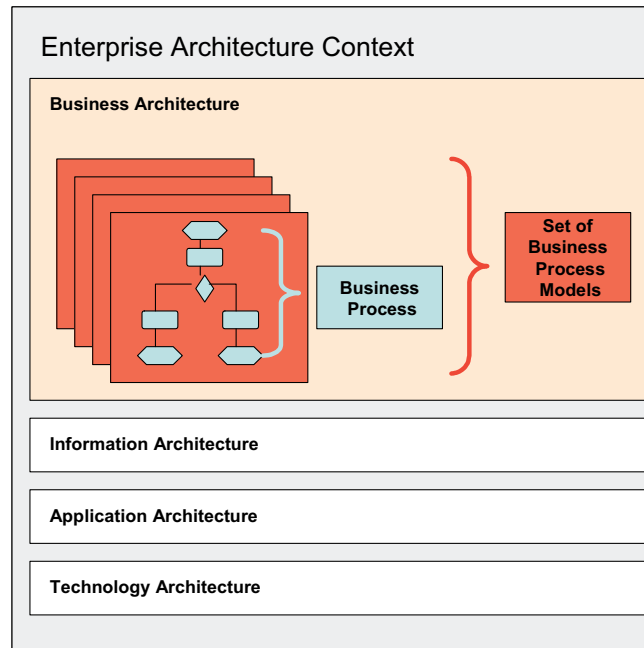 Enterprise Architecture Context
Business Architecture
Business
Process
Set of
Business
Process
Models
Information Architecture
Application Architecture
Technology Architecture